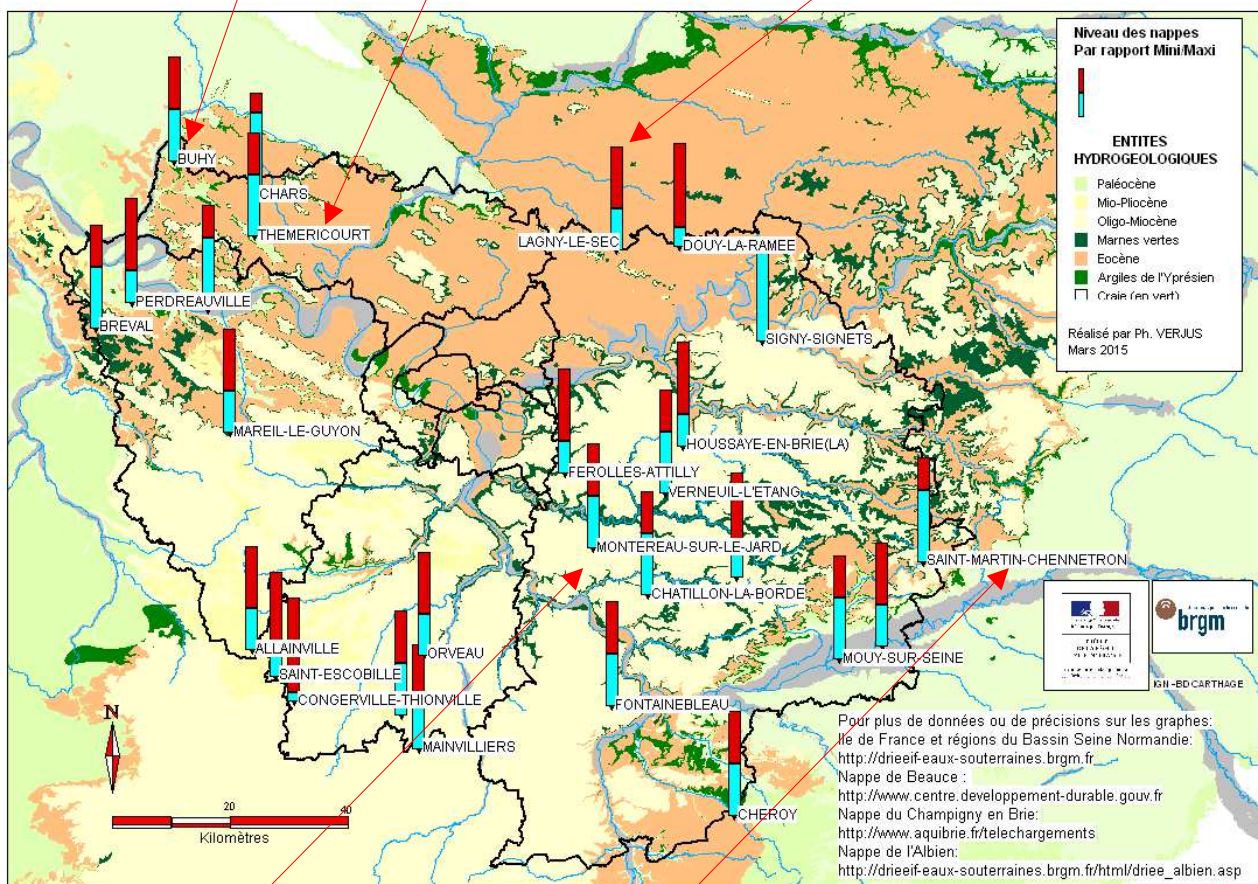 Niveau des nappes
Par rapport Mini/Maxi
ENTITES
HYDROGEOLOGIQUES
Paléocène
Mio-Pliocène
Oligo-Miocène
Marnes vertes
Eocène
Argiles de l'Yprésien
Craie (en vert)
Réalisé par Ph. VERJUS
Mars 2015
BUHY
CHARS
THEMERICOURT
LAGNY-LE-SEC
DOUY-LA-RAMEE
PERDREAUVILLE
BREVAL
SIGNY-SIGNETS
MAREIL-LE-GUYON
HOUSSAYE-EN-BRIE(LA)
FEROLLES-ATTILLY
VERNEUIL-L'ETANG
MONTEREAU-SUR-LE-JARD
SAINT-MARTIN-CHENNETRON
CHATILLON-LA-BORDE
ALLAINVILLE
ORVEAU
SAINT-ESCOBILLE
MOUY-SUR-SEINE
CONGERVILLE-THIONVILLE
FONTAINEBLEAU
MAINVILLIERS
CHEROY
N
20 40
Kilomètres
brgm
IGN -BD CARTHAGE
Pour plus de données ou de précisions sur les graphes:
Ile de France et régions du Bassin Seine Normandie:
http://drieeif-eaux-souterraines.brgm.fr
Nappe de Beauce :
http://www.centre.developpement-durable.gouv.fr
Nappe du Champigny en Brie:
http://www.aquibrie.fr/telechargements
Nappe de l'Albien:
http://drieeif-eaux-souterraines.brgm.fr/html/driee_albien.asp